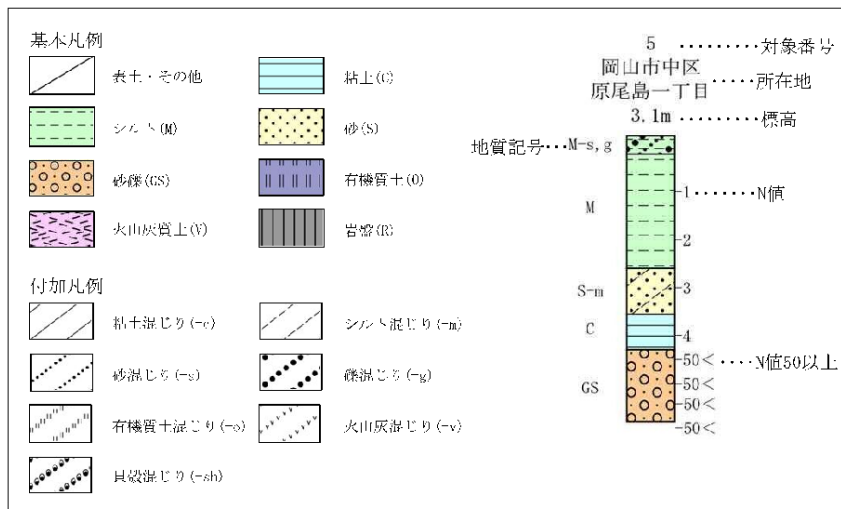 基本凡例
表土・その他
粘土(C)
シルト(M)
砂(S)
砂礫(GS)
有機質土(O)
火山灰質土(V)
岩盤(R)
付加凡例
粘土混じり(-c)
シルト混じり(-m)
砂混じり(-s)
礫混じり(-g)
有機質土混じり(-o)
火山灰混じり(-v)
貝殻混じり(-sh)
5 ・・・・・・・対象番号
岡山市中区
原尾島一丁目・・・・所在地
3.1m ・・・・・・標高
地質記号・・・M-s,g
M
1・・・・・・・N値
2
S-m
3
C
4
50< ・・・・N値50以上
GS
50<
50<
50<